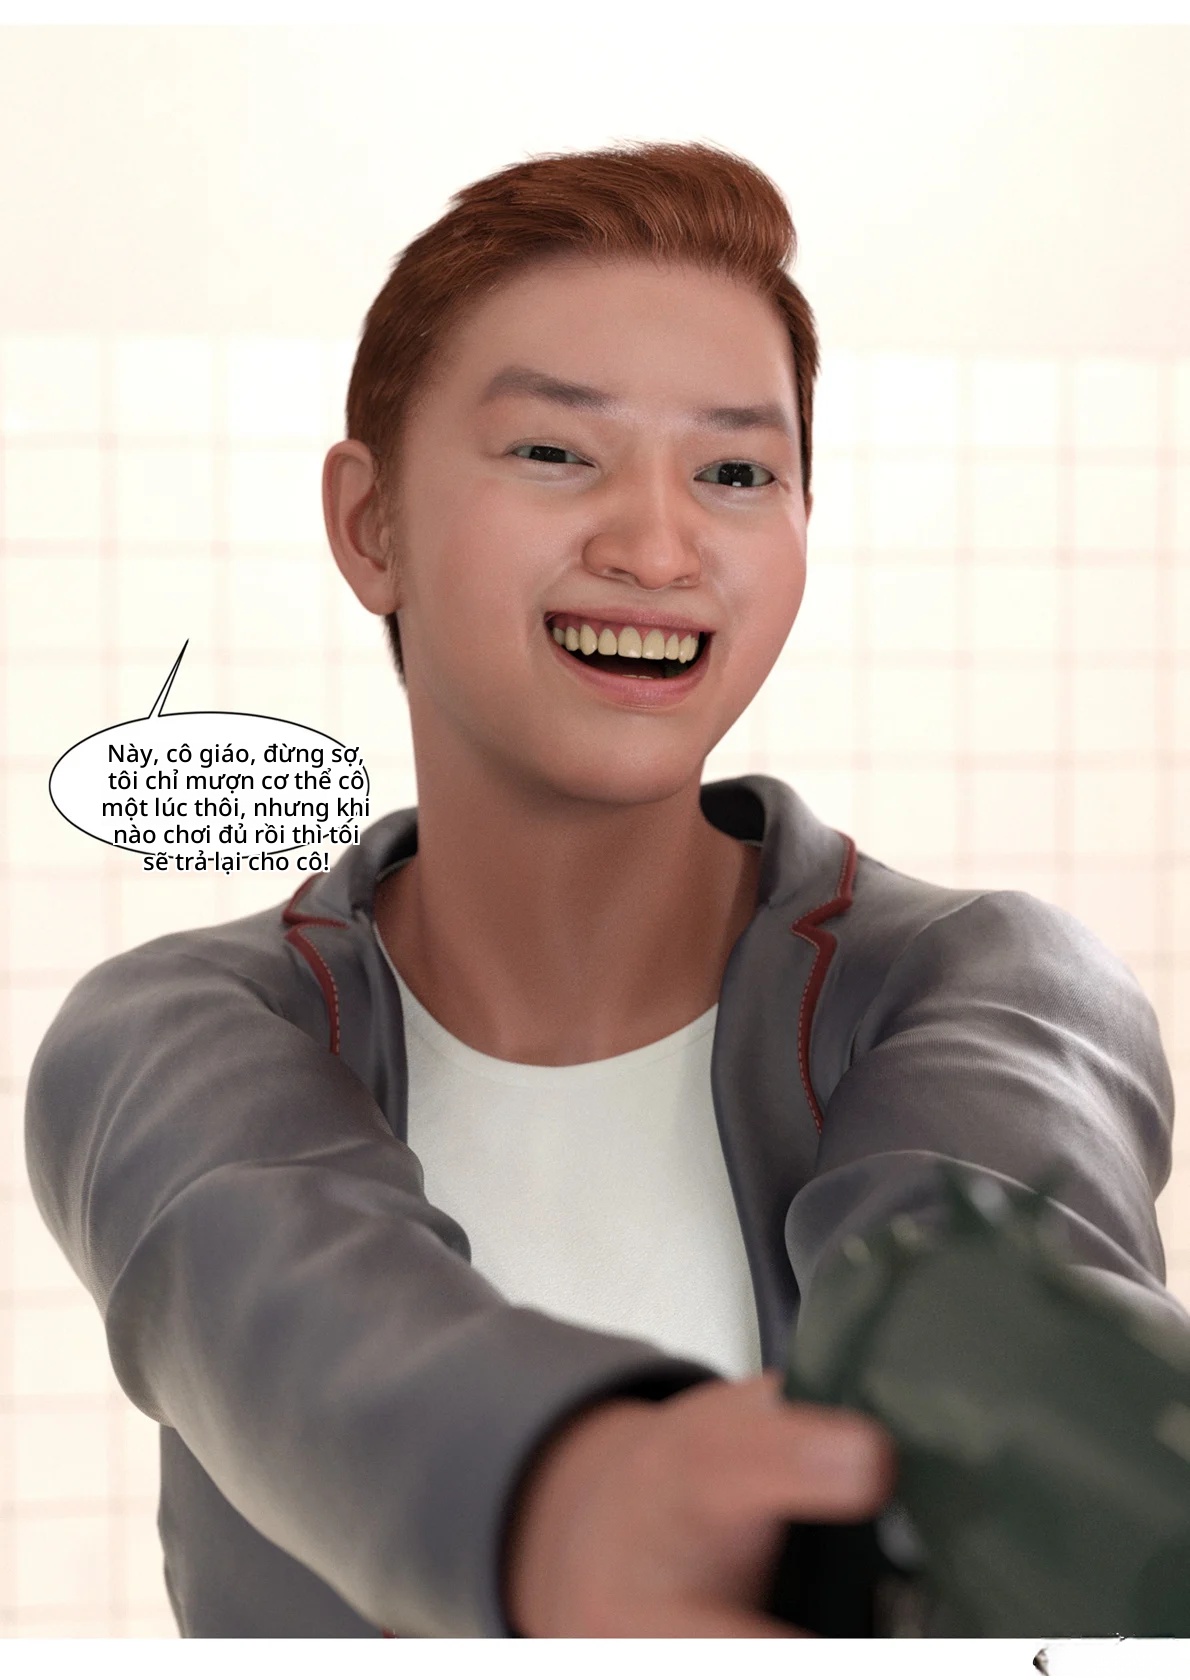 Này, cô giáo, đừng sợ,
tôi chỉ mượn cơ thể cô
một lúc thôi, nhưng khi
nào chơi đủ rồi thì tôi
sẽ trả lại cho cô!